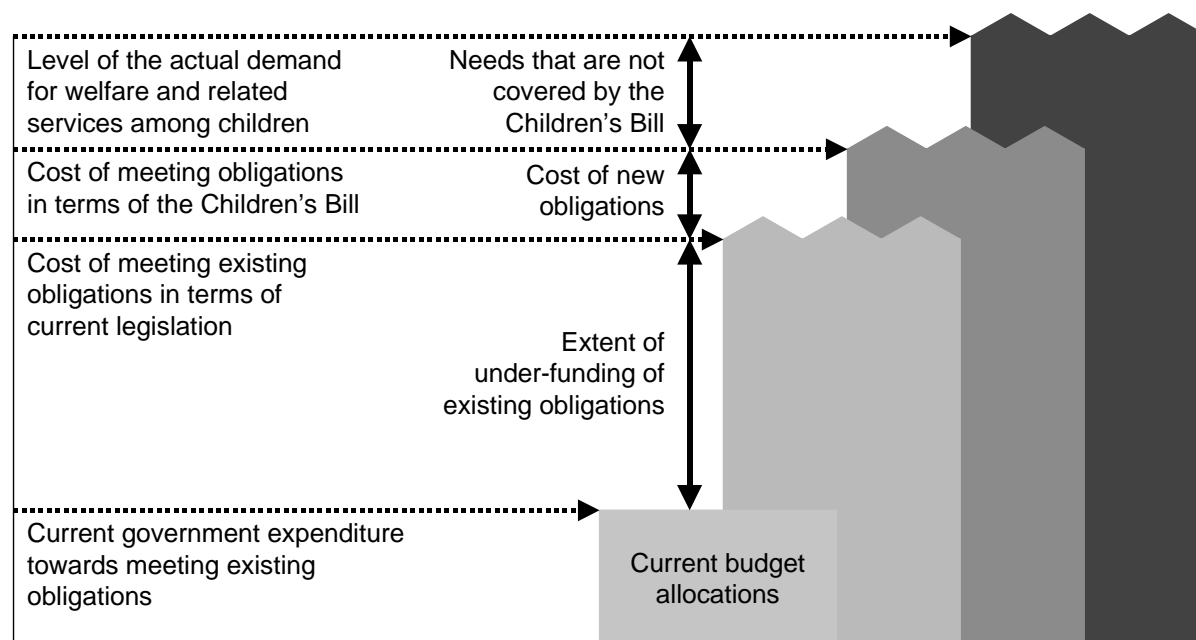 Level of the actual demand
for welfare and related
services among children
Needs that are not
covered by the
Children’s Bill
Cost of meeting obligations
in terms of the Children’s Bill
Cost of new
obligations
Cost of meeting existing
obligations in terms of
current legislation
Extent of
under-funding of
existing obligations
Current government expenditure
towards meeting existing
obligations
Current budget
allocations